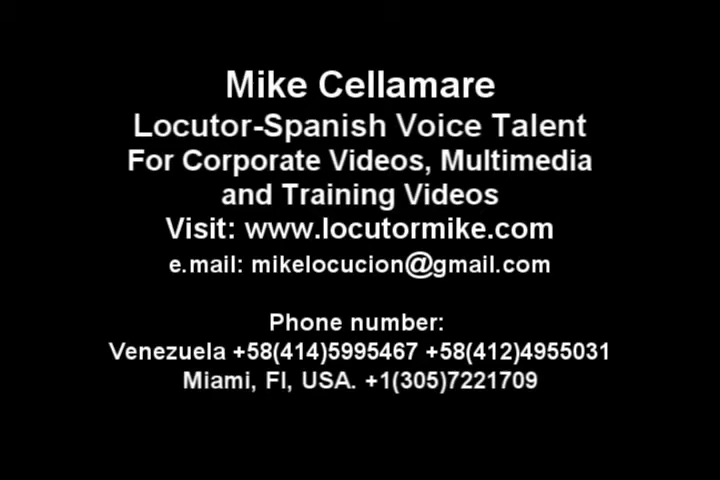 Mike Cellamare
Locutor-Spanish Voice Talent
For Corporate Videos, Multimedia
and Training Videos
Visit: www.locutormike.com
e.mail: mikelocucion@gmail.com
Phone number:
Venezuela +58(414)5995467 +58(412)4955031
Miami, Fl, USA. +1(305)7221709